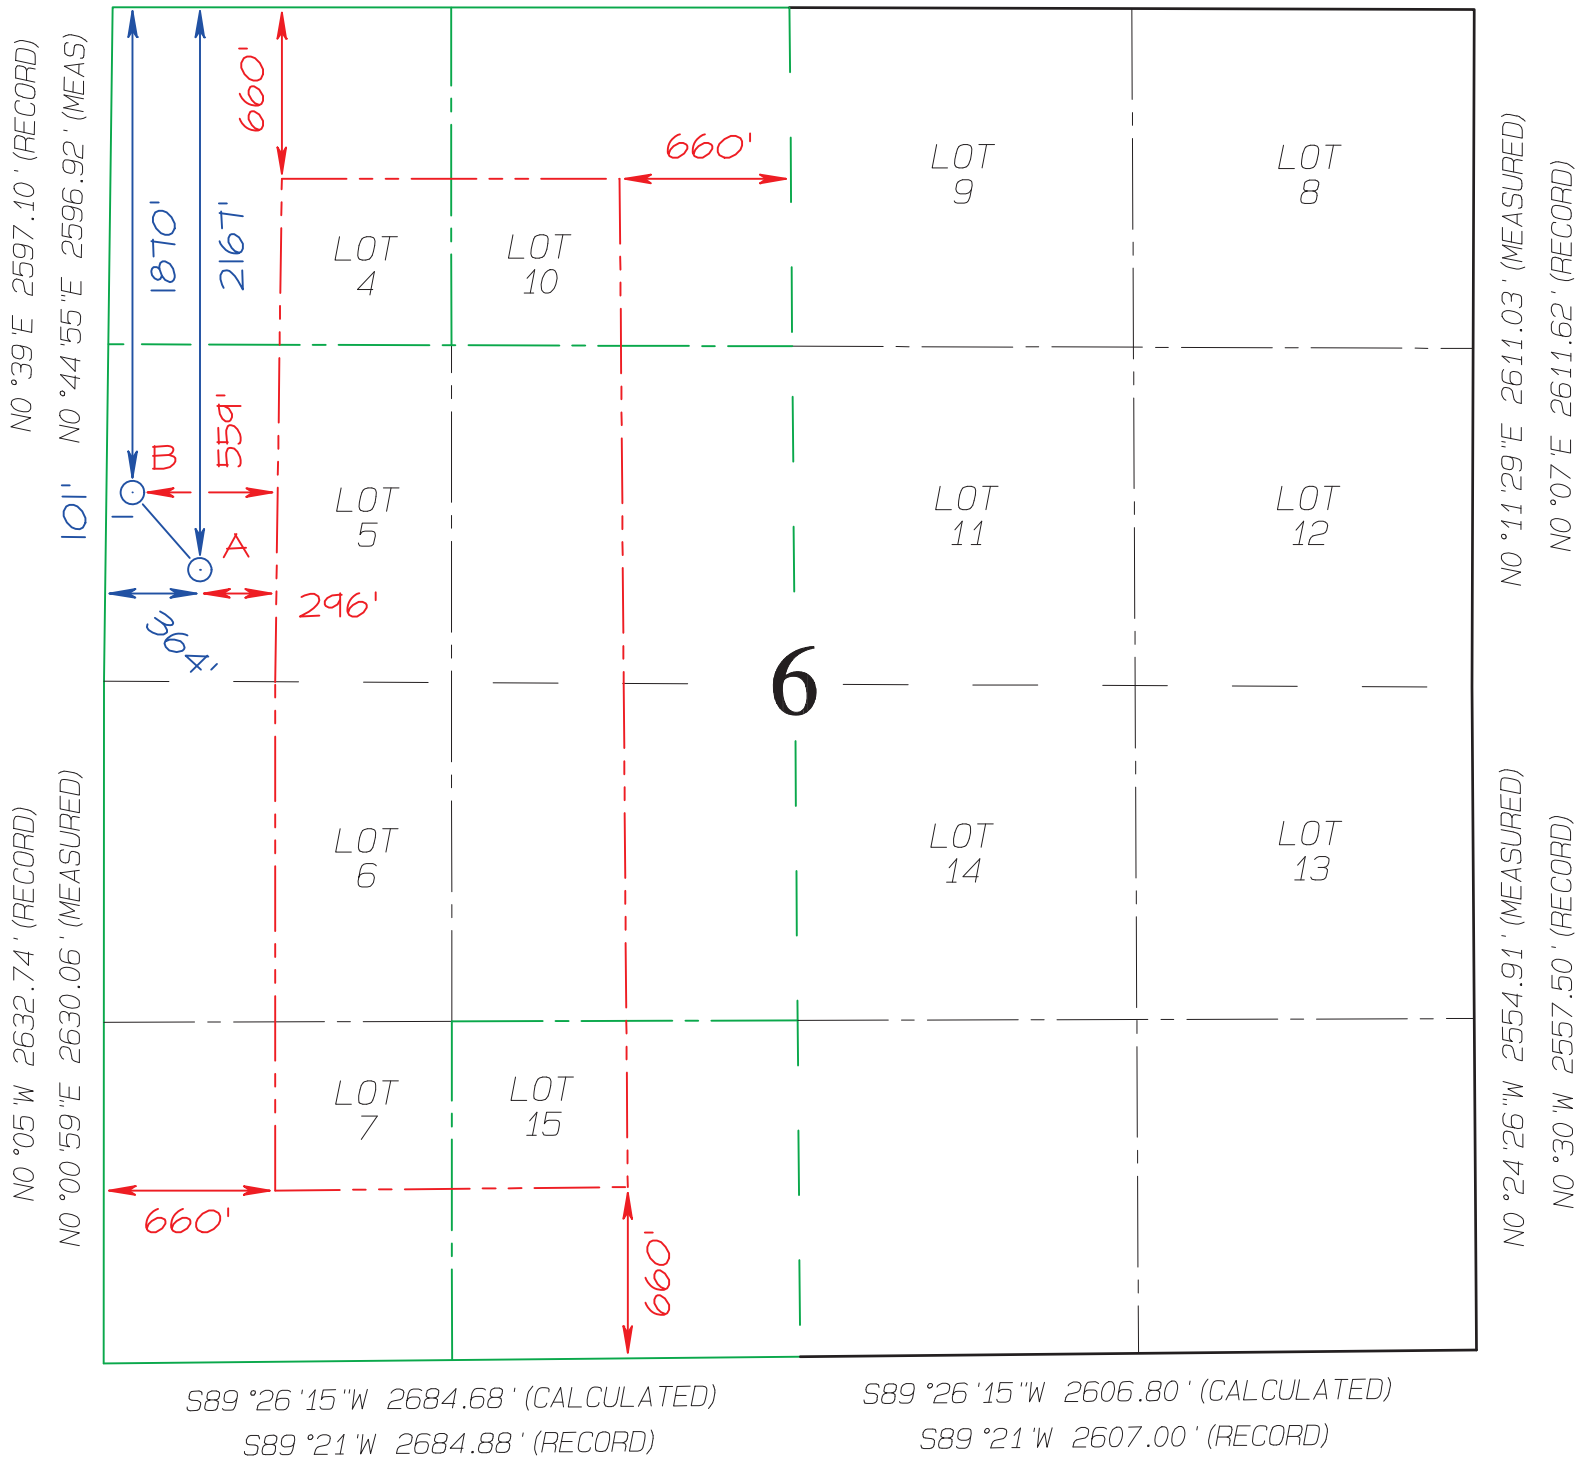 N0°39'E 2597.10' (RECORD)
N0°44'55"E 2596.92' (MEAS)
660'
660'
1870'
2167'
LOT
4
LOT
10
LOT
9
LOT
8
N0°11'29"E 2611.03' (MEASURED)
N0°07'E 2611.62' (RECORD)
B
559'
101'
1
A
LOT
5
LOT
11
LOT
12
364'
296'
6
N0°05'W 2632.74' (RECORD)
N0°00'59"E 2630.06' (MEASURED)
LOT
6
LOT
14
LOT
13
N0°24'26"W 2554.91' (MEASURED)
N0°30'W 2557.50' (RECORD)
LOT
7
LOT
15
660'
660'
S89°26'15"W 2684.68' (CALCULATED)
S89°21'W 2684.88' (RECORD)
S89°26'15"W 2606.80' (CALCULATED)
S89°21'W 2607.00' (RECORD)